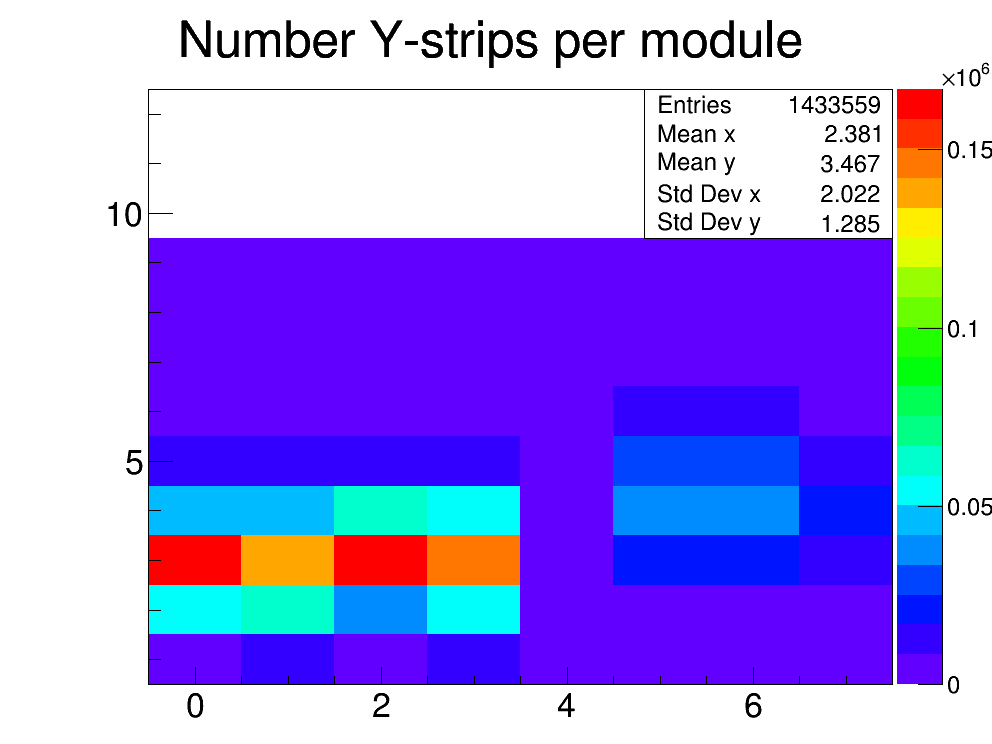 Number Y-strips per module
×10⁶
Entries 1433559
Mean x 2.381
Mean y 3.467
Std Dev x 2.022
Std Dev y 1.285
0.15
10
0.1
5
0.05
0
0 2 4 6